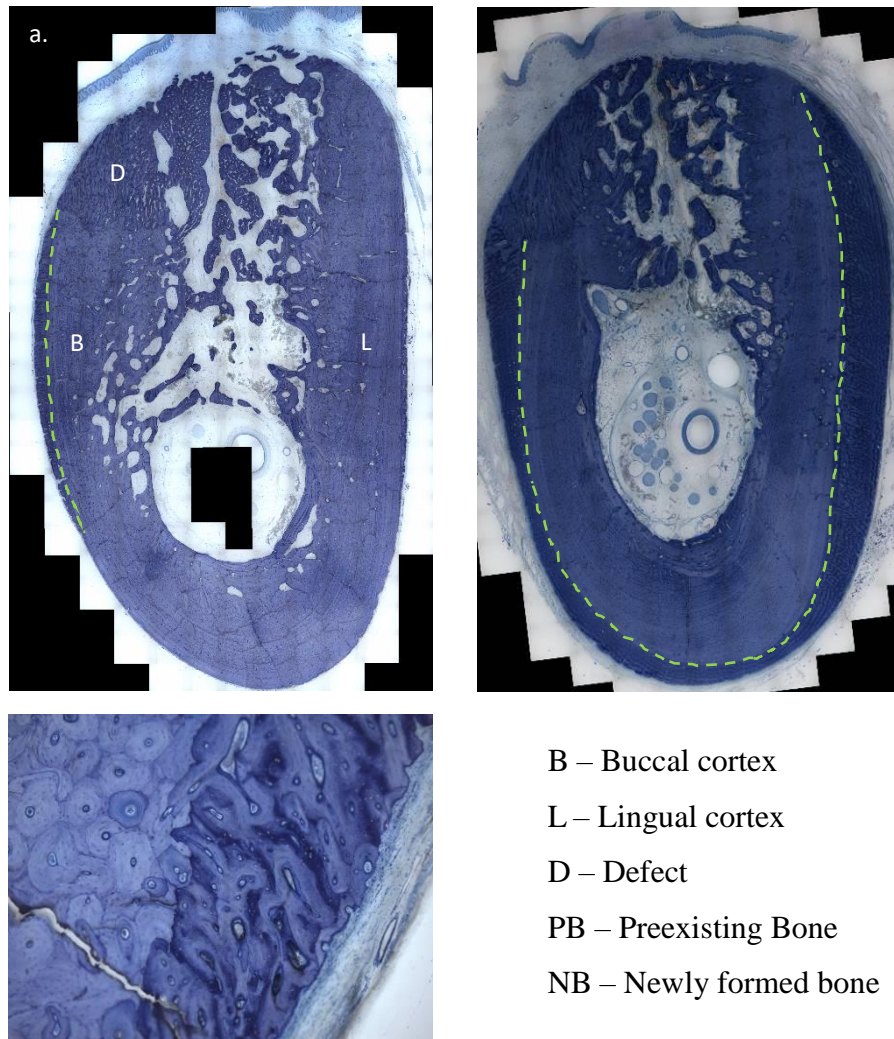 a.
D
B
L
B – Buccal cortex
L – Lingual cortex
D – Defect
PB – Preexisting Bone
NB – Newly formed bone